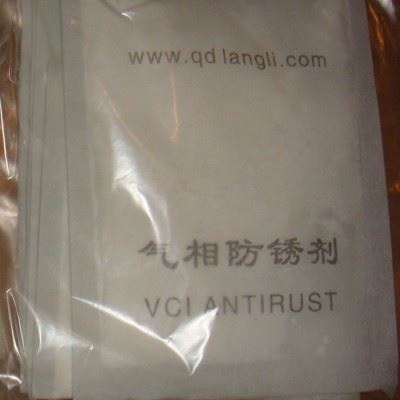 www.qdlangli.com
气相防锈剂
VCI ANTIRUST